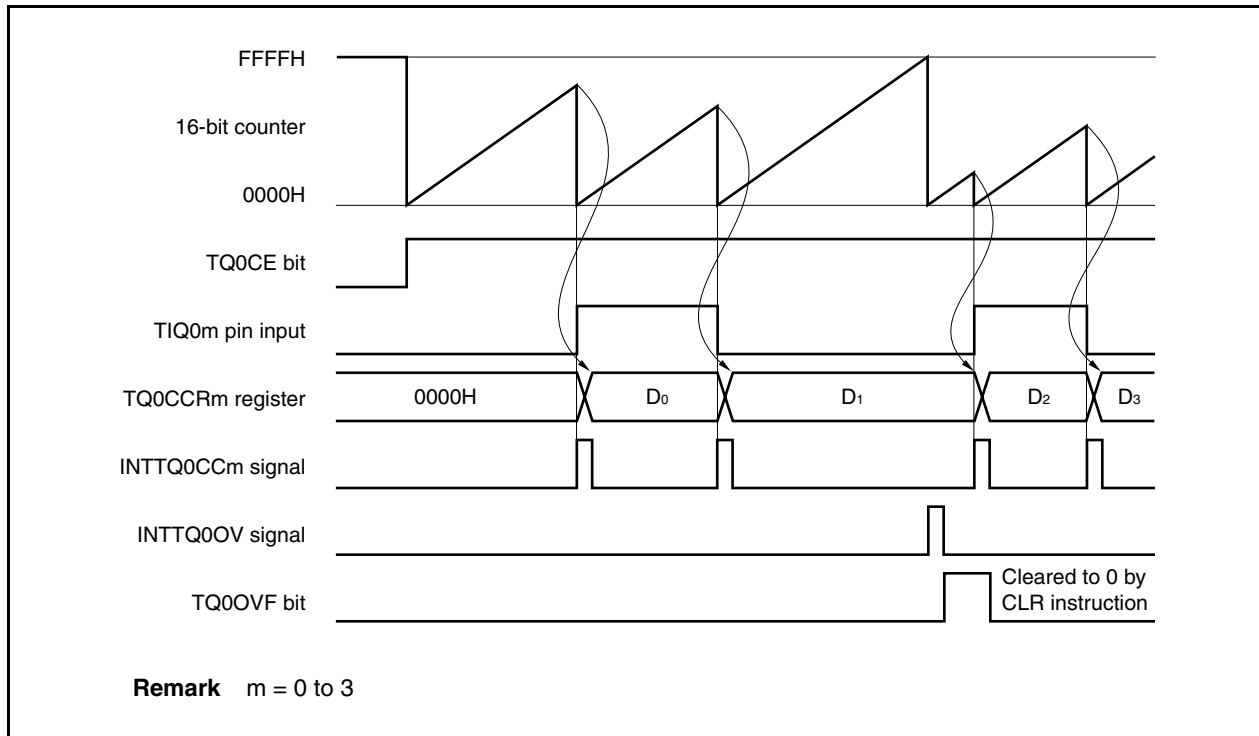 FFFFH
16-bit counter
0000H
TQ0CE bit
TIQ0m pin input
TQ0CCRm register
0000H
D0
D1
D2
D3
INTTQ0CCm signal
INTTQ0OV signal
TQ0OVF bit
Cleared to 0 by
CLR instruction
Remark m = 0 to 3